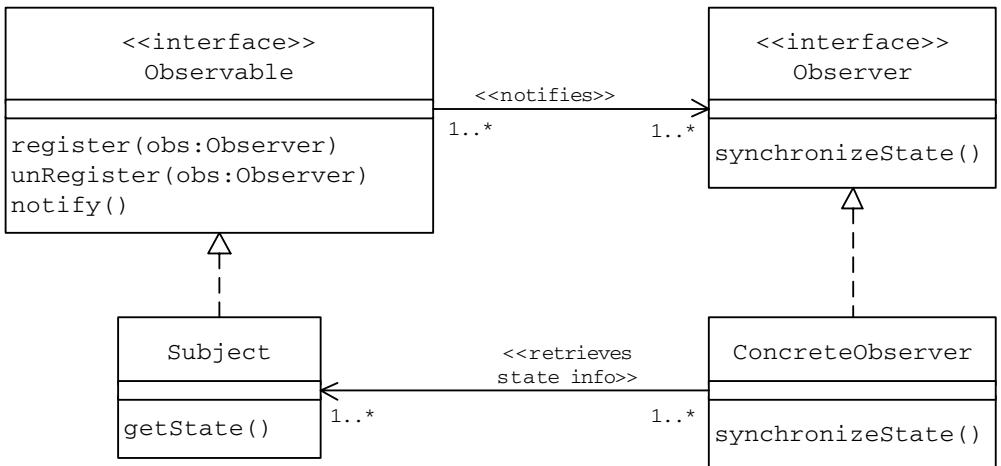 <<interface>>
Observable
register(obs:Observer)
unRegister(obs:Observer)
notify()
<<notifies>>
1..*
1..*
<<interface>>
Observer
synchronizeState()
Subject
getState()
<<retrieves
state info>>
1..*
1..*
ConcreteObserver
synchronizeState()